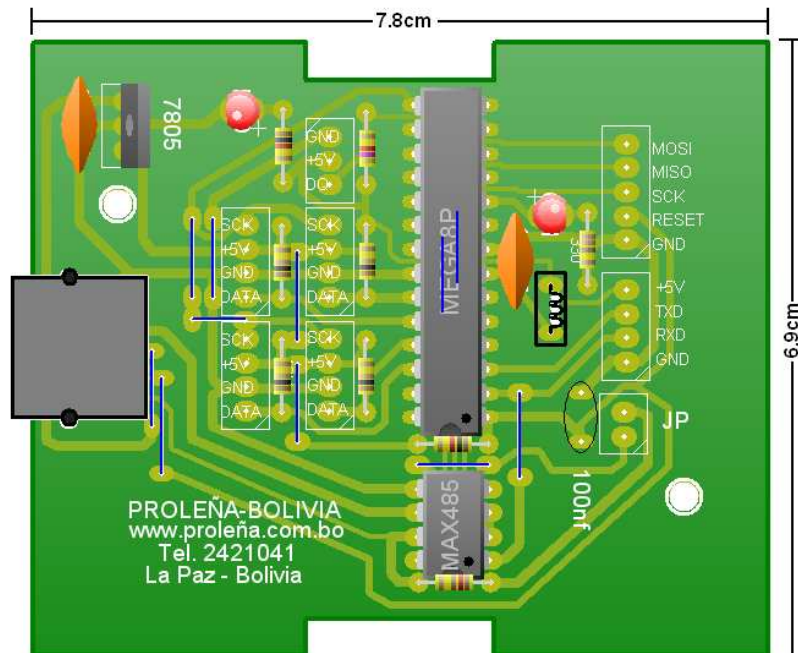 7.8cm
6.9cm
7805
GND
+5V
DQ
SCK
+5V
GND
DATA
SCK
+5V
GND
DATA
SCK
+5V
GND
DATA
SCK
+5V
GND
DATA
MEGA8P
MOSI
MISO
SCK
RESET
GND
330
+5V
TXD
RXD
GND
JP
100nf
MAX485
PROLEÑA-BOLIVIA
www.proleña.com.bo
Tel. 2421041
La Paz - Bolivia